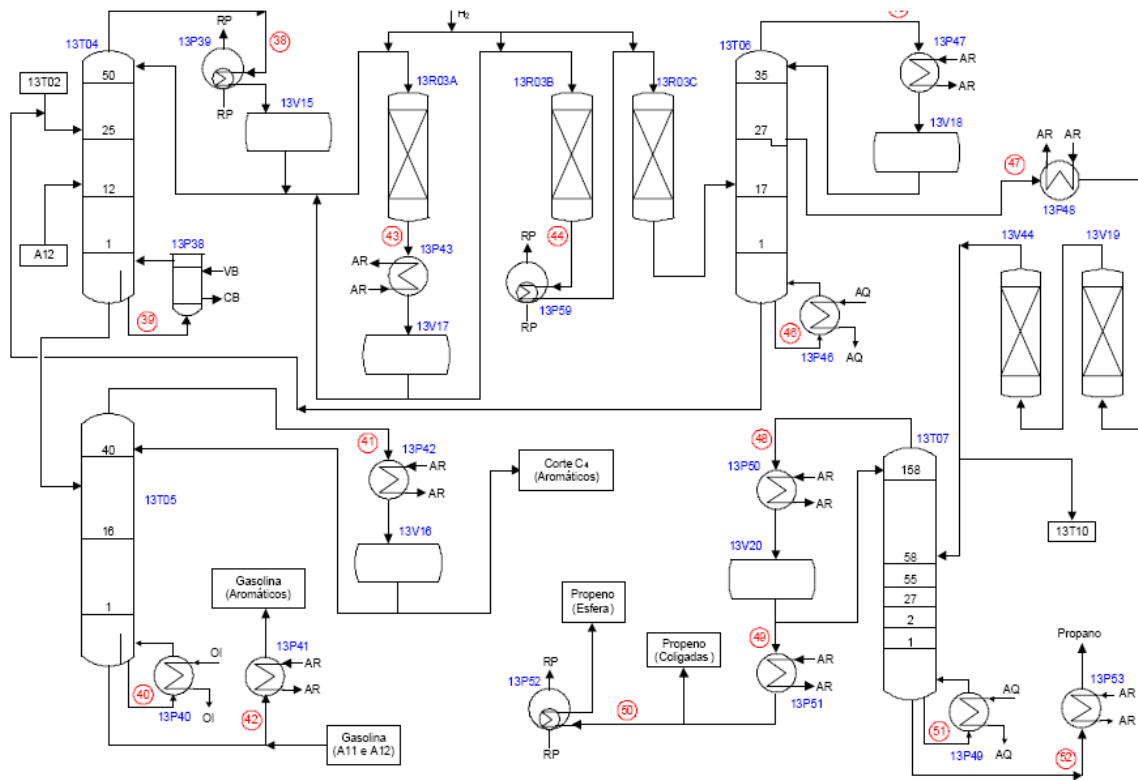 H₂
RP
38
13P39
13T04
RP
13V15
50
13T02
25
12
A12
1
13P38
VB
CB
39
13R03A
43
13P43
AR
AR
13V17
13R03B
44
RP
13P59
RP
13R03C
13T06
35
27
17
1
13P47
AR
AR
13V18
47
AR
AR
13P48
46
AQ
13P46
AQ
13V44
13V19
40
13T05
16
1
41
13P42
AR
AR
13V16
Corte C₄
(Aromáticos)
Gasolina
(Aromáticos)
OI
13P41
AR
AR
40
13P40
OI
42
Gasolina
(A11 e A12)
48
13P50
AR
AR
13V20
13T07
158
58
55
27
2
1
13T10
Propeno
(Esfera)
Propeno
(Coligadas)
49
AR
AR
13P51
RP
13P52
RP
50
51
AQ
13P49
AQ
Propano
13P53
AR
AR
52